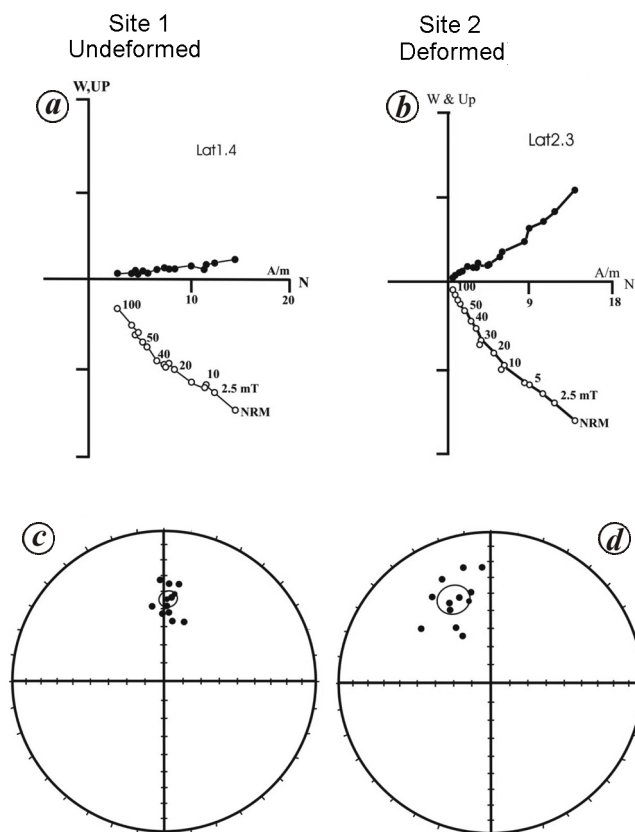 Site 1
Undeformed
Site 2
Deformed
W,UP
a
Lat1.4
A/m
N
10
20
100
50
40
20
10
2.5 mT
NRM
W & Up
b
Lat2.3
A/m
N
9
18
100
50
40
30
20
10
5
2.5 mT
NRM
c
d